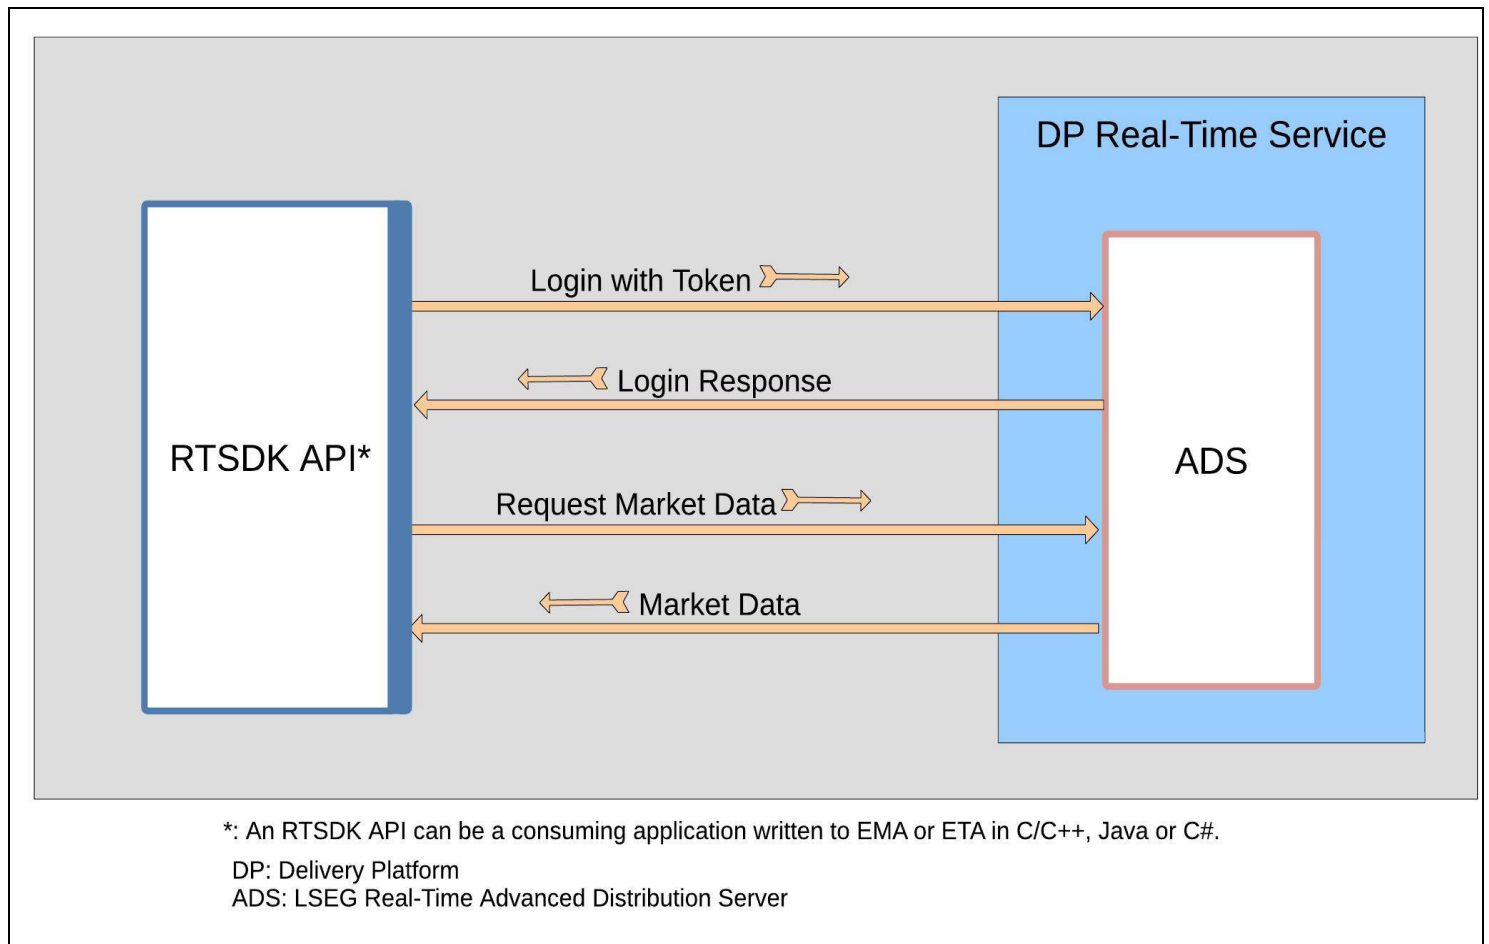 DP Real-Time Service
Login with Token
Login Response
RTSDK API*
ADS
Request Market Data
Market Data
*: An RTSDK API can be a consuming application written to EMA or ETA in C/C++, Java or C#.
DP: Delivery Platform
ADS: LSEG Real-Time Advanced Distribution Server